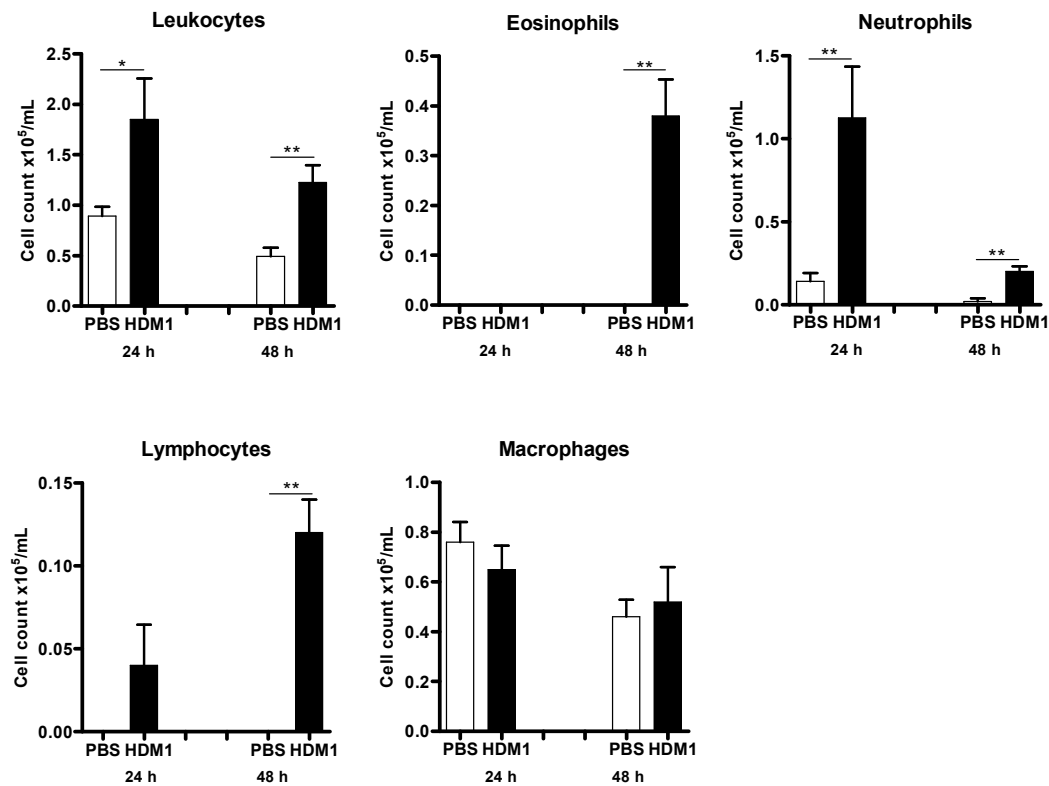 Leukocytes
Cell count x10⁵/mL
2.5
2.0
1.5
1.0
0.5
0.0
*
**
PBS HDM1
PBS HDM1
24 h
48 h
Eosinophils
Cell count x10⁵/mL
0.5
0.4
0.3
0.2
0.1
0.0
**
PBS HDM1
PBS HDM1
24 h
48 h
Neutrophils
Cell count x10⁵/mL
1.5
1.0
0.5
0.0
**
**
PBS HDM1
PBS HDM1
24 h
48 h
Lymphocytes
Cell count x10⁵/mL
0.15
0.10
0.05
0.00
**
PBS HDM1
PBS HDM1
24 h
48 h
Macrophages
Cell count x10⁵/mL
1.0
0.8
0.6
0.4
0.2
0.0
PBS HDM1
PBS HDM1
24 h
48 h